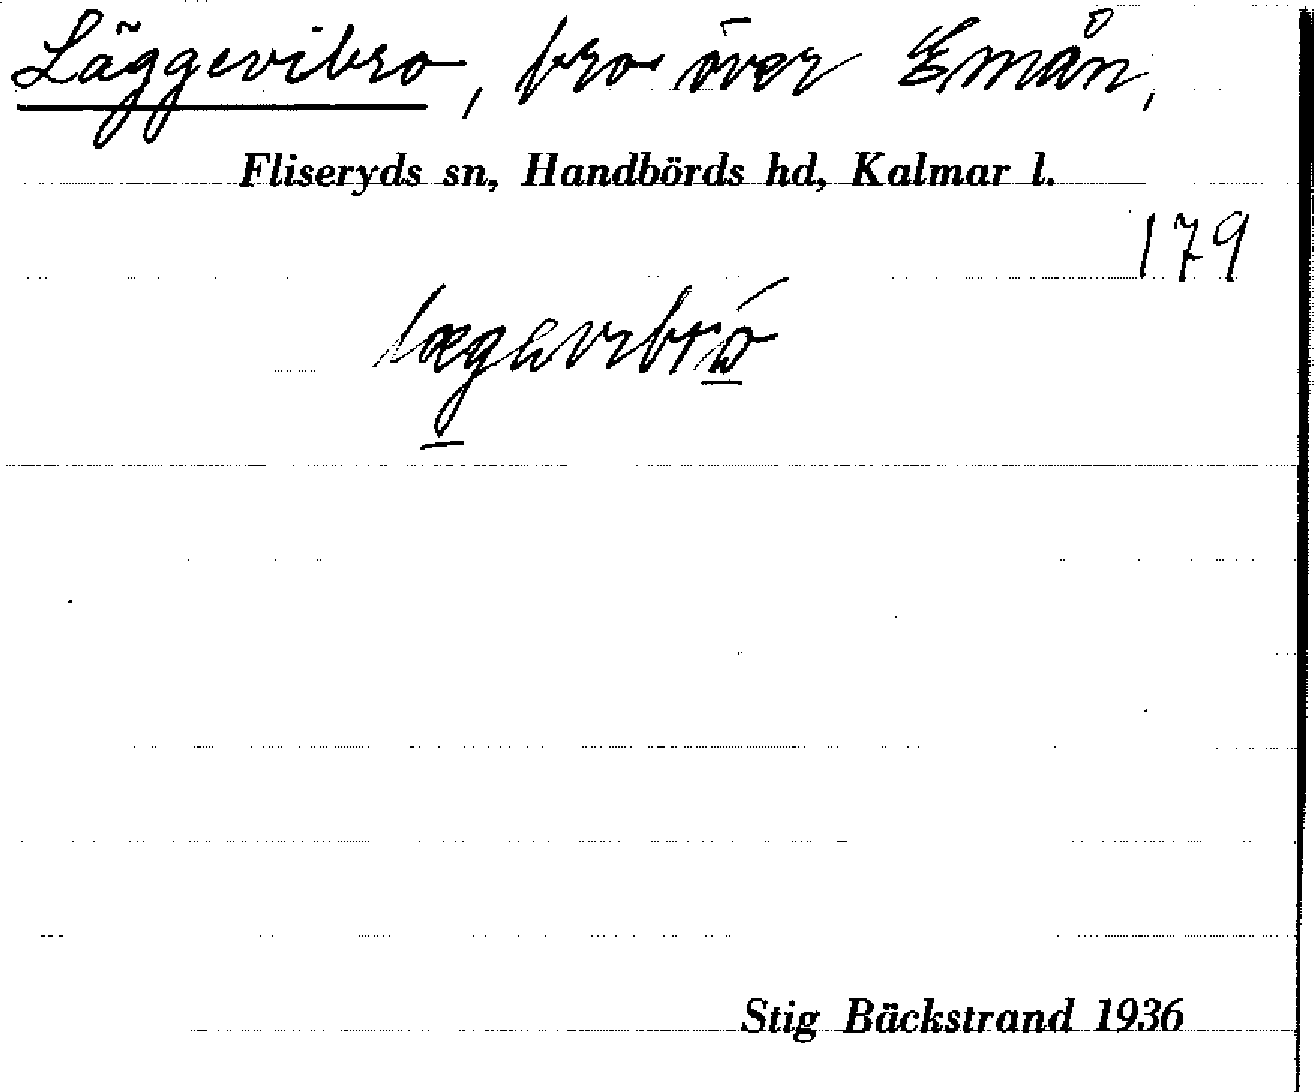 Läggevibro, bro över Emån,
Fliseryds sn, Handbörds hd, Kalmar l.
179
Stig Bäckstrand 1936